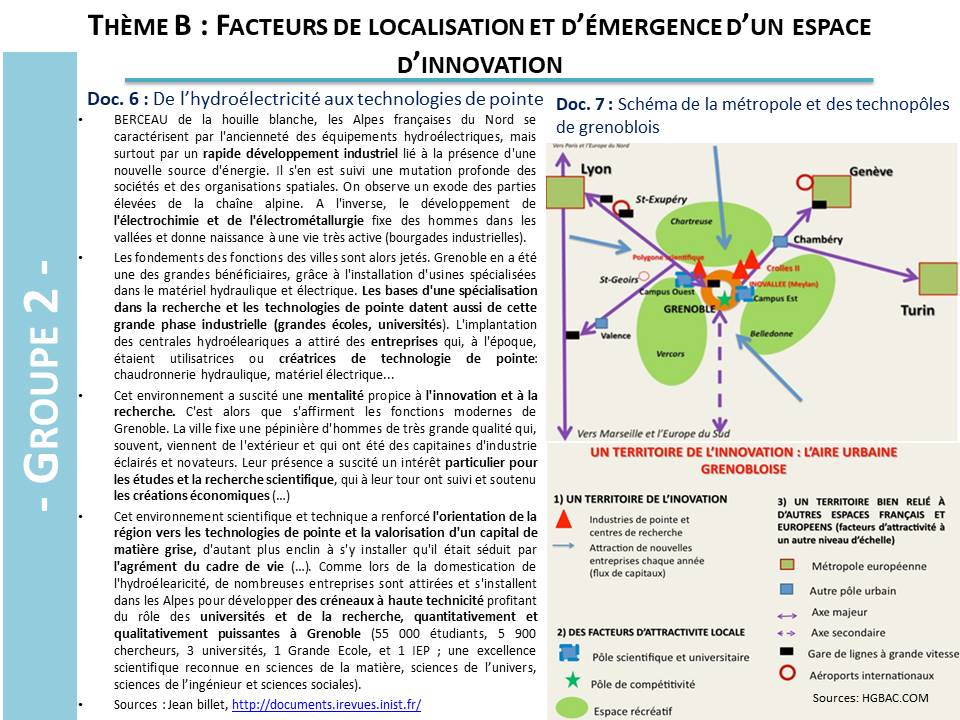 THÈME B : FACTEURS DE LOCALISATION ET D’ÉMERGENCE D’UN ESPACE
D’INNOVATION
- GROUPE 2 -
Doc. 6 : De l’hydroélectricité aux technologies de pointe
• BERCEAU de la houille blanche, les Alpes françaises du Nord se
caractérisent par l'ancienneté des équipements hydroélectriques, mais
surtout par un rapide développement industriel lié à la présence d'une
nouvelle source d'énergie. Il s'en est suivi une mutation profonde des
sociétés et des organisations spatiales. On observe un exode des parties
élevées de la chaîne alpine. A l'inverse, le développement de
l'électrochimie et de l'électrométallurgie fixe des hommes dans les
vallées et donne naissance à une vie très active (bourgades industrielles).
• Les fondements des fonctions des villes sont alors jetés. Grenoble en a été
une des grandes bénéficiaires, grâce à l'installation d'usines spécialisées
dans le matériel hydraulique et électrique. Les bases d'une spécialisation
dans la recherche et les technologies de pointe datent aussi de cette
grande phase industrielle (grandes écoles, universités). L'implantation
des centrales hydroélearicques a attiré des entreprises qui, à l'époque,
étaient utilisatrices ou créatrices de technologie de pointe:
chaudronnerie hydraulique, matériel électrique...
• Cet environnement a suscité une mentalité propice à l'innovation et à la
recherche. C'est alors que s'affirment les fonctions modernes de
Grenoble. La ville fixe une pépinière d'hommes de très grande qualité qui,
souvent, viennent de l'extérieur et qui ont été des capitaines d'industrie
éclairés et novateurs. Leur présence a suscité un intérêt particulier pour
les études et la recherche scientifique, qui à leur tour ont suivi et soutenu
les créations économiques (…)
• Cet environnement scientifique et technique a renforcé l'orientation de la
région vers les technologies de pointe et la valorisation d'un capital de
matière grise, d'autant plus enclin à s'y installer qu'il était séduit par
l'agrément du cadre de vie (…). Comme lors de la domestication de
l'hydroélearicité, de nombreuses entreprises sont attirées et s'installent
dans les Alpes pour développer des créneaux à haute technicité profitant
du rôle des universités et de la recherche, quantitativement et
qualitativement puissantes à Grenoble (55 000 étudiants, 5 900
chercheurs, 3 universités, 1 Grande Ecole, et 1 IEP ; une excellence
scientifique reconnue en sciences de la matière, sciences de l’univers,
sciences de l’ingénieur et sciences sociales).
• Sources : Jean billet, http://documents.irevues.inist.fr/
Doc. 7 : Schéma de la métropole et des technopôles
de grenoblois
Vers Paris et l'Europe du Nord
Lyon
Genève
St-Exupéry
Chartreuse
Chambéry
Polygone scientifique
Crolles II
St-Geoirs
INOVALLEE (Meylan)
Campus Ouest
Campus Est
GRENOBLE
Turin
Valence
Belledonne
Vercors
Vers Marseille et l'Europe du Sud
UN TERRITOIRE DE L'INNOVATION : L'AIRE URBAINE
GRENOBLOISE
1) UN TERRITOIRE DE L'INOVATION
Industries de pointe et
centres de recherche
Attraction de nouvelles
entreprises chaque année
(flux de capitaux)
2) DES FACTEURS D'ATTRACTIVITE LOCALE
Pôle scientifique et universitaire
Pôle de compétivité
Espace récréatif
3) UN TERRITOIRE BIEN RELIÉ À
D'AUTRES ESPACES FRANÇAIS ET
EUROPEENS (facteurs d'attractivité à
un autre niveau d'échelle)
Métropole européenne
Autre pôle urbain
Axe majeur
Axe secondaire
Gare de lignes à grande vitesse
Aéroports internationaux
Sources: HGBAC.COM